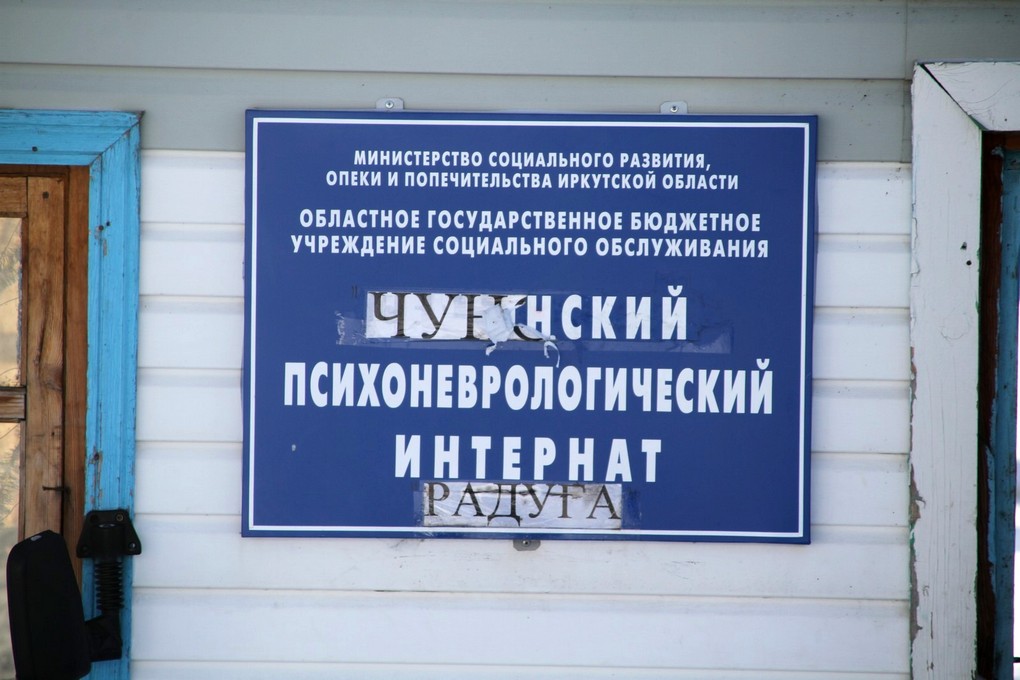 МИНИСТЕРСТВО СОЦИАЛЬНОГО РАЗВИТИЯ,
ОПЕКИ И ПОПЕЧИТЕЛЬСТВА ИРКУТСКОЙ ОБЛАСТИ
ОБЛАСТНОЕ ГОСУДАРСТВЕННОЕ БЮДЖЕТНОЕ
УЧРЕЖДЕНИЕ СОЦИАЛЬНОГО ОБСЛУЖИВАНИЯ
ЧУНСКИЙ
ПСИХОНЕВРОЛОГИЧЕСКИЙ
ИНТЕРНАТ
РАДУГА